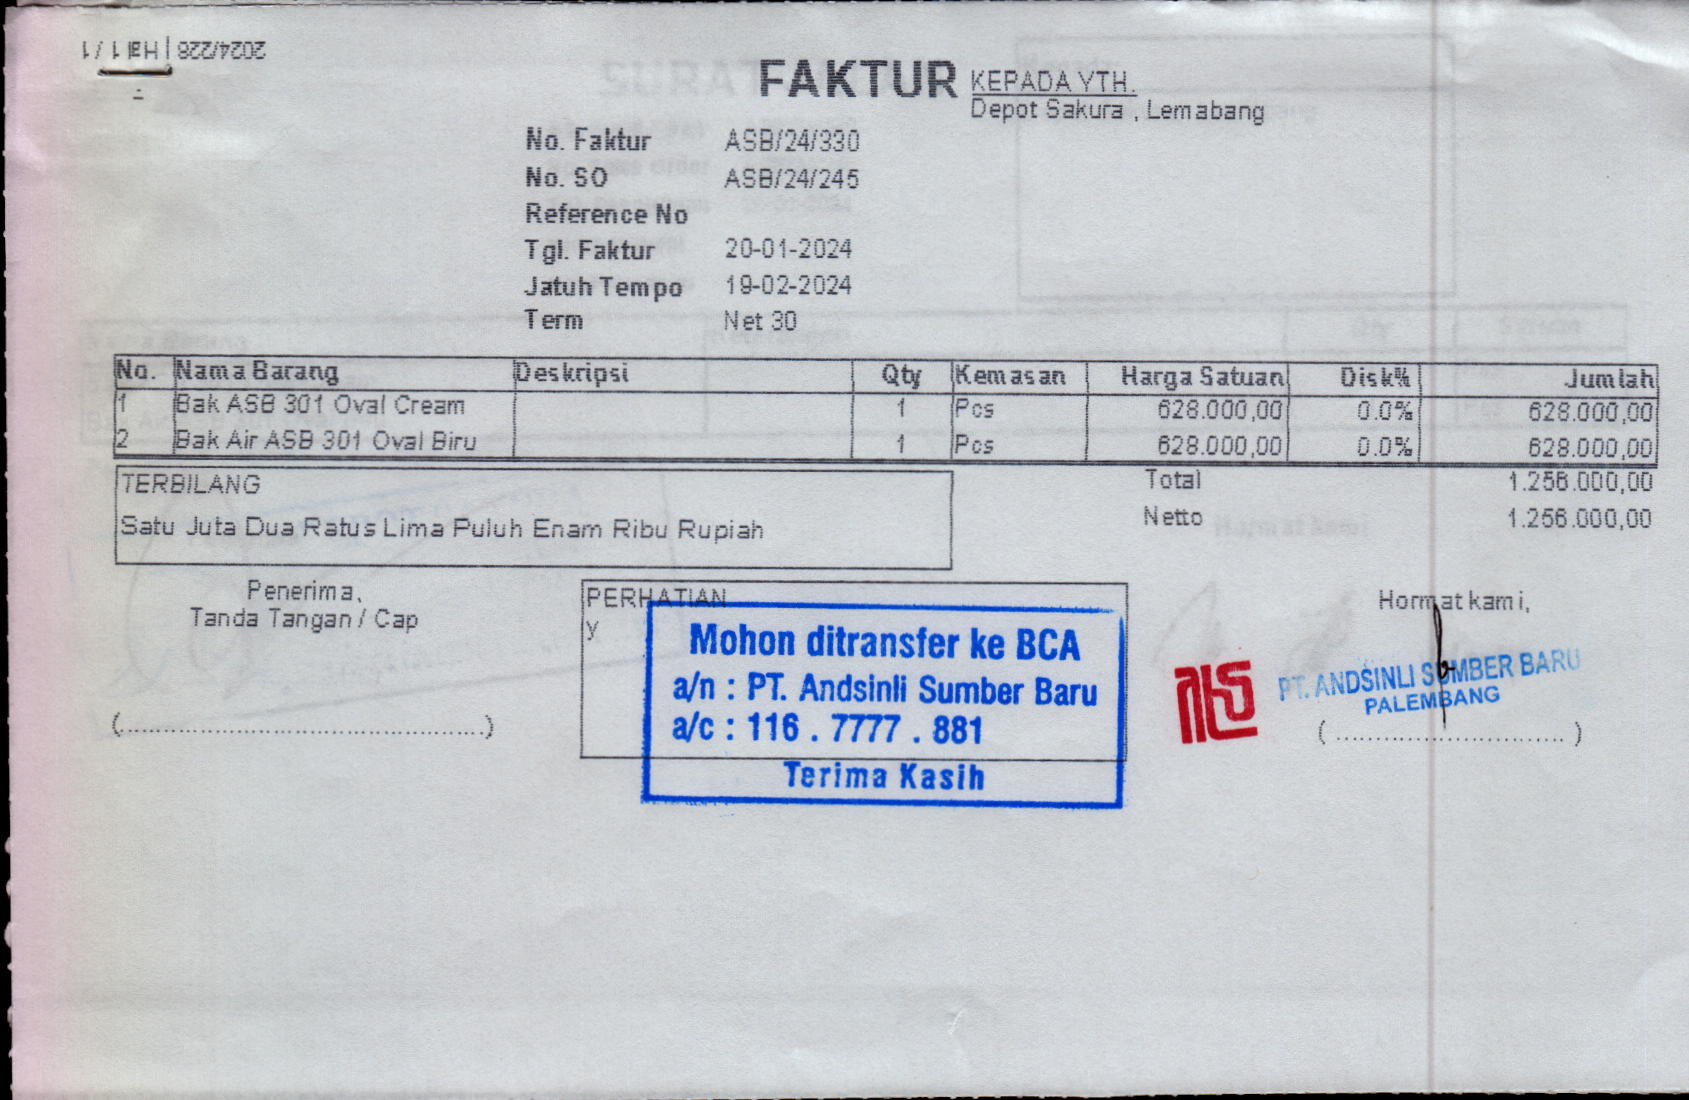 2024/226 | Hal 1 / 1
FAKTUR
KEPADA YTH.
Depot Sakura , Lemabang
No. Faktur ASB/24/330
No. SO ASB/24/245
Reference No
Tgl. Faktur 20-01-2024
Jatuh Tempo 19-02-2024
Term Net 30
No. Nama Barang Deskripsi Qty Kemasan Harga Satuan Disk% Jumlah
1 Bak ASB 301 Oval Cream 1 Pcs 628.000,00 0.0% 628.000,00
2 Bak Air ASB 301 Oval Biru 1 Pcs 628.000,00 0.0% 628.000,00
TERBILANG
Satu Juta Dua Ratus Lima Puluh Enam Ribu Rupiah
Total 1.256.000,00
Netto 1.256.000,00
Penerima,
Tanda Tangan / Cap
(............................................)
PERHATIAN
y
Mohon ditransfer ke BCA
a/n : PT. Andsinli Sumber Baru
a/c : 116 . 7777 . 881
Terima Kasih
Hormat kami,
PT. ANDSINLI SUMBER BARU
PALEMBANG
( ............................ )